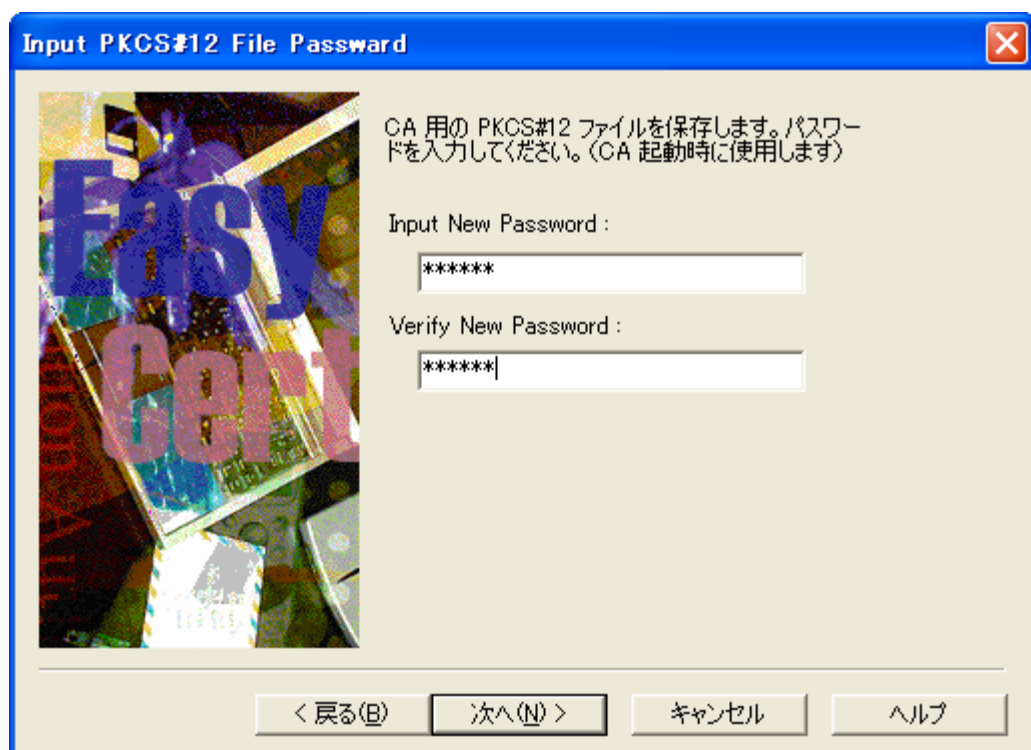 Input PKCS#12 File Passward
Easy
Cert
CA 用の PKCS#12 ファイルを保存します。パスワー
ドを入力してください。（CA 起動時に使用します）
Input New Password :
******
Verify New Password :
******
< 戻る(B)
次へ(N) >
キャンセル
ヘルプ